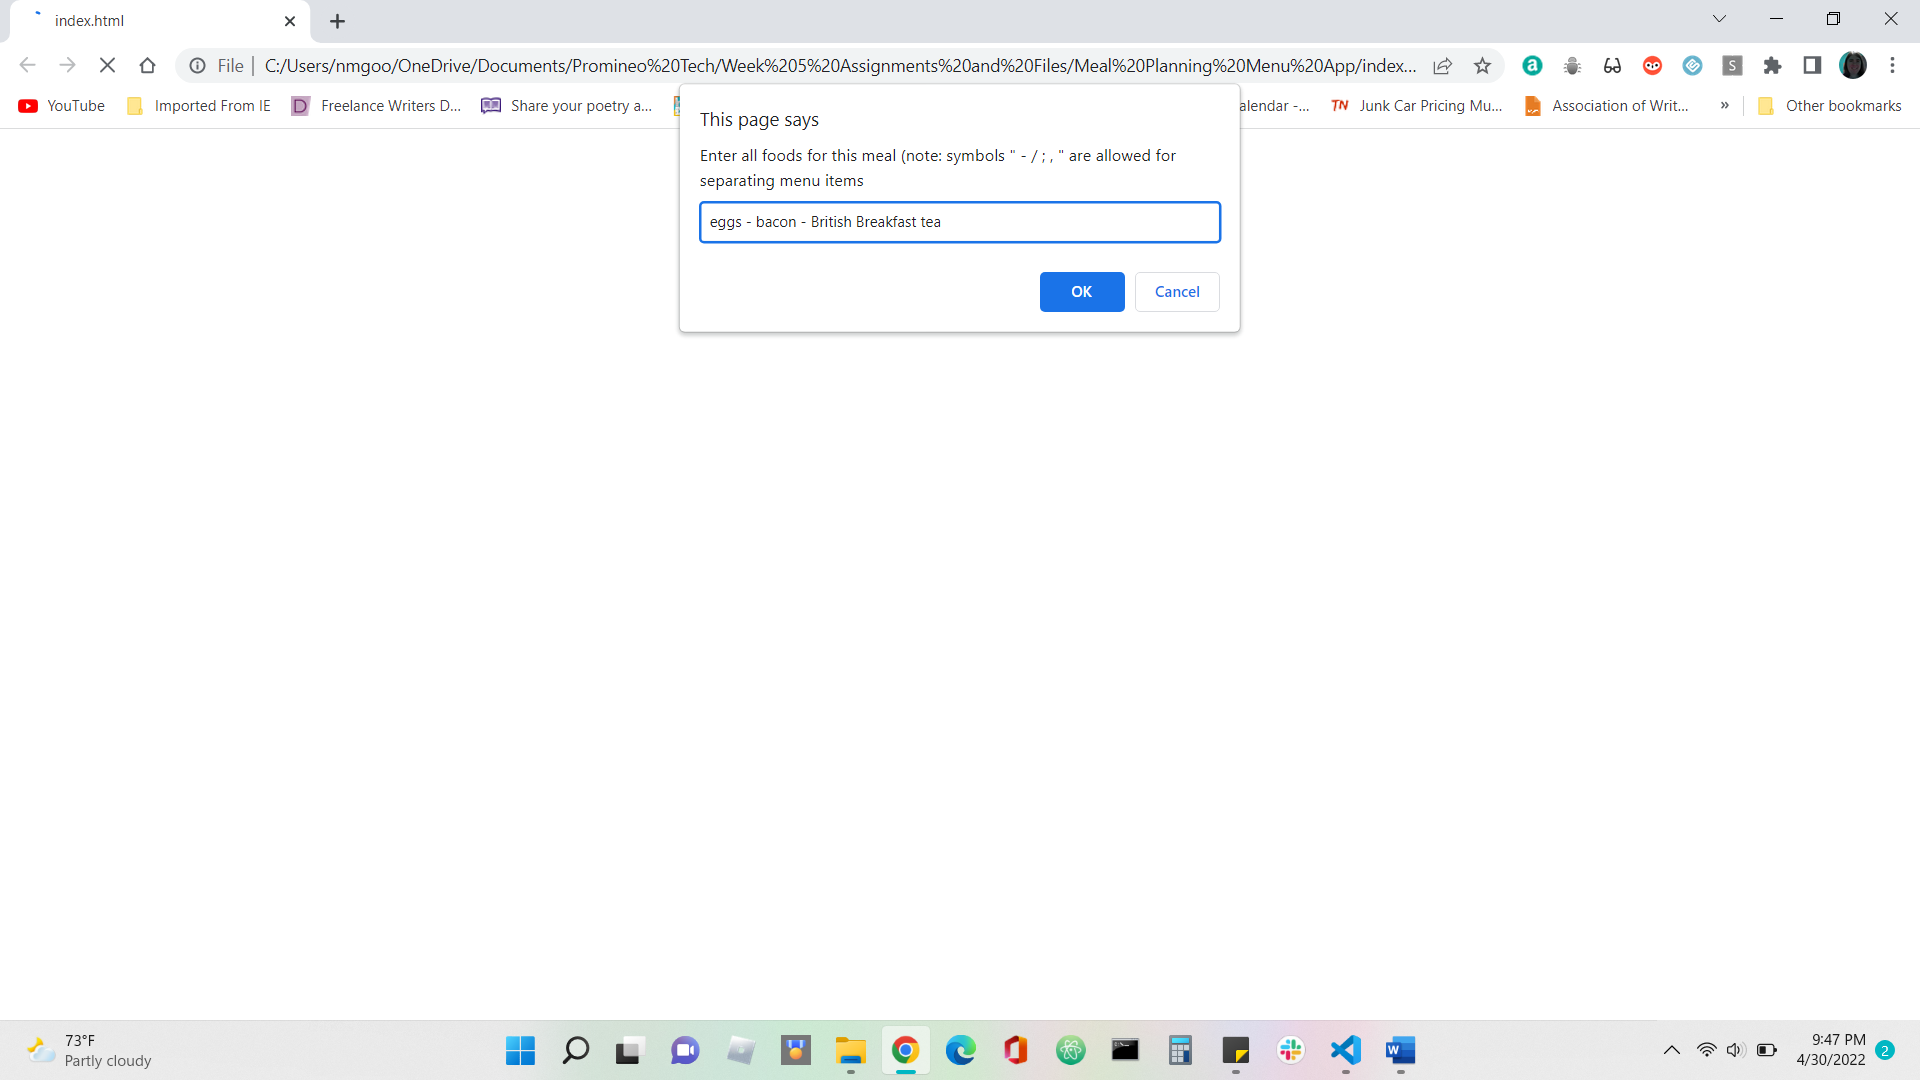 index.html
File | C:/Users/nmgoo/OneDrive/Documents/Promineo%20Tech/Week%205%20Assignments%20and%20Files/Meal%20Planning%20Menu%20App/index...
YouTube Imported From IE Freelance Writers D... Share your poetry a... alendar -... TN Junk Car Pricing Mu... Association of Writ... » Other bookmarks
This page says
Enter all foods for this meal (note: symbols " - / ; , " are allowed for
separating menu items
eggs - bacon - British Breakfast tea
OK Cancel
73°F
Partly cloudy
9:47 PM
4/30/2022 2